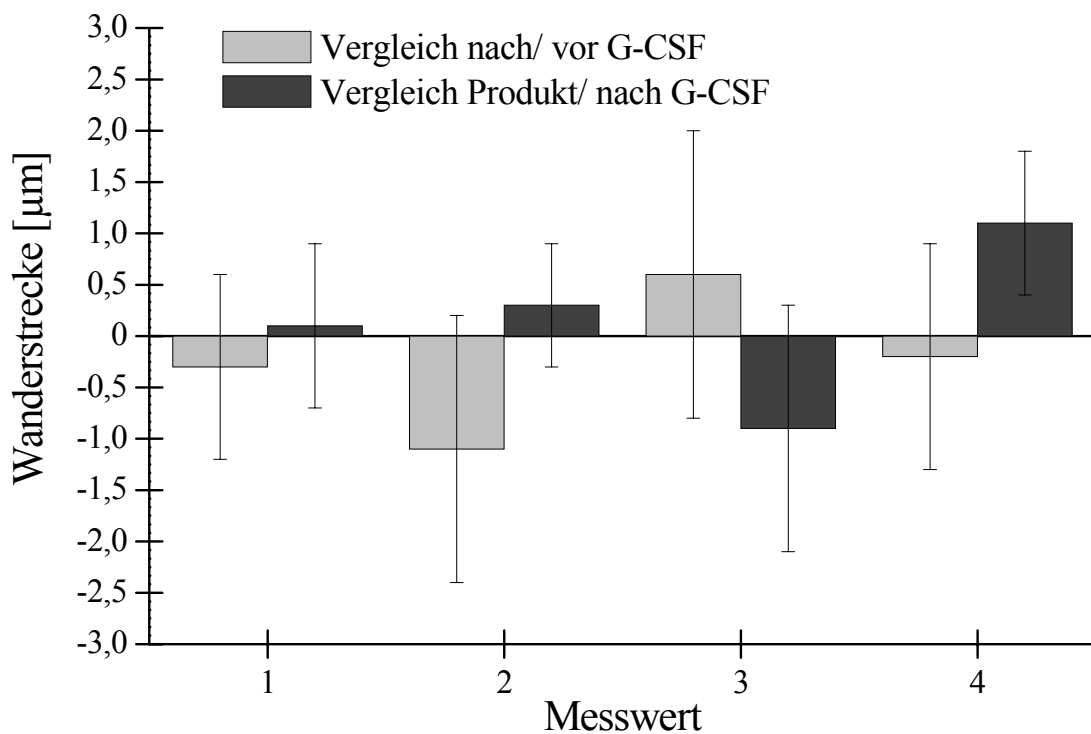 Vergleich nach/ vor G-CSF
Vergleich Produkt/ nach G-CSF
Wanderstrecke [µm]
3,0
2,5
2,0
1,5
1,0
0,5
0
-0,5
-1,0
-1,5
-2,0
-2,5
-3,0
1 2 3 4
Messwert